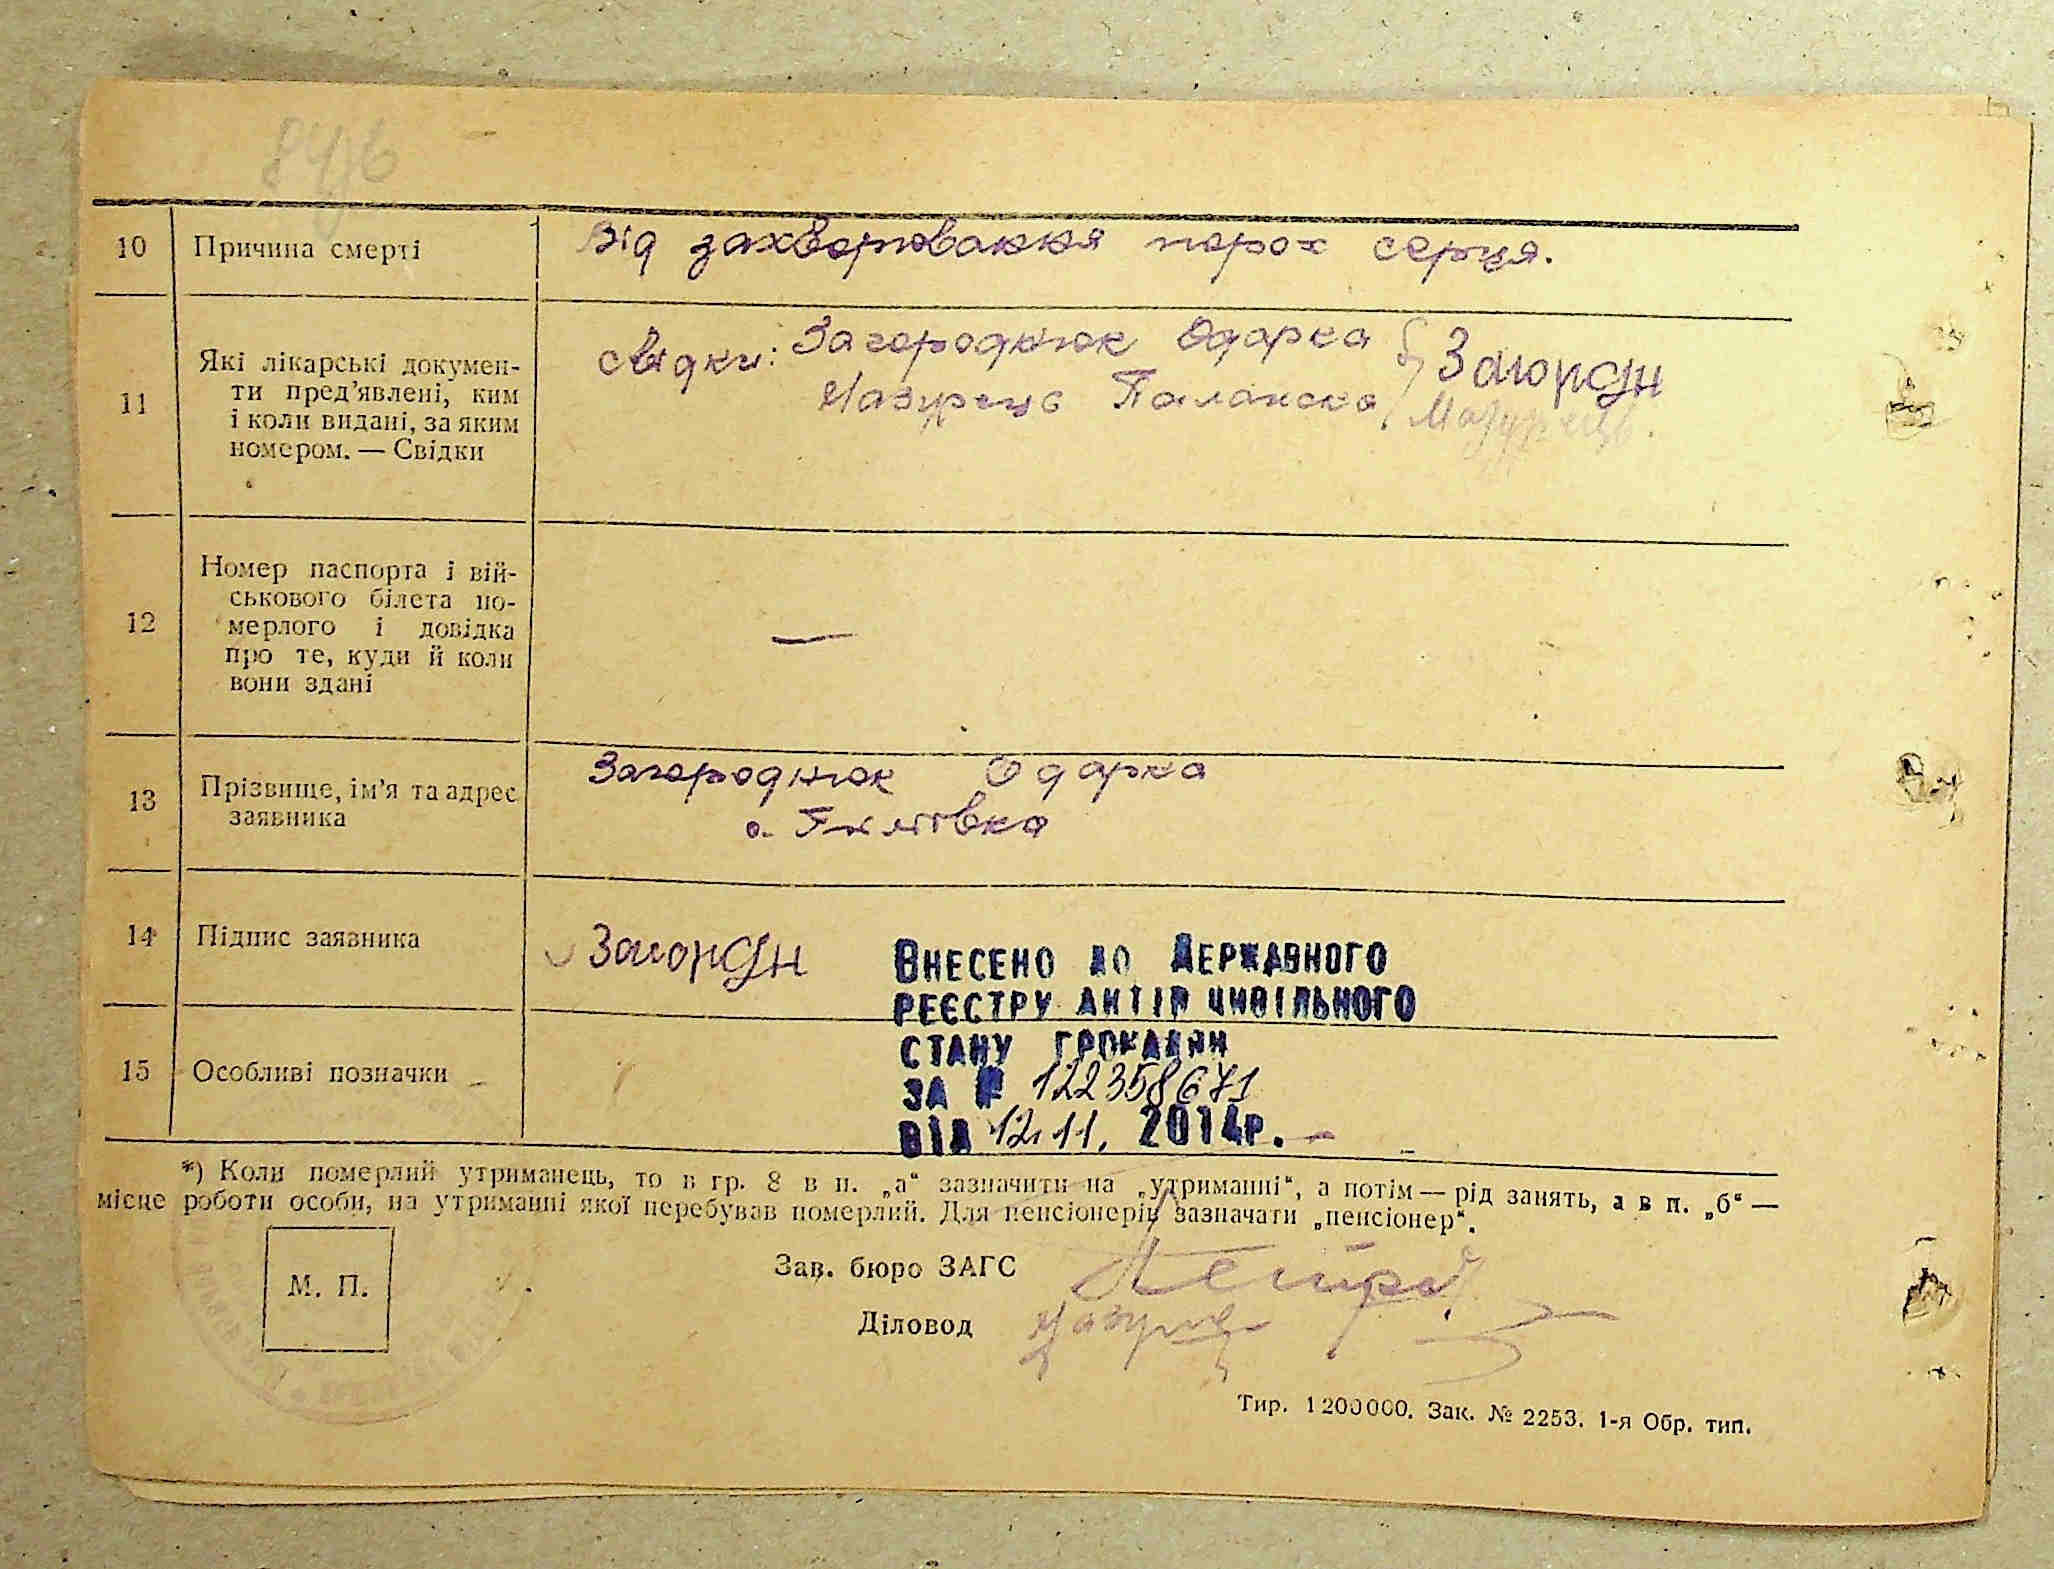 10 Причина смерті Від захворювання порок серця.
11 Які лікарські докумен-
ти пред’явлені, ким
і коли видані, за яким
номером. — Свідки
свідки: Загороднюк Одарка Загородн
Мазурець Палажка Мазурець.
12 Номер паспорта і вій-
ськового білета по-
мерлого і довідка
про те, куди й коли
вони здані
—
13 Прізвище, ім’я та адрес
заявника
Загороднюк Одарка
с.
14 Підпис заявника Загородн
ВНЕСЕНО ДО ДЕРЖАВНОГО
РЕЄСТРУ АКТІВ ЦИВІЛЬНОГО
СТАНУ ГРОМАДЯН
ЗА № 122358671
ВІД 12.11. 2014р.
15 Особливі позначки
*) Коли померлий утриманець, то в гр. 8 в п. „а“ зазначити на „утриманні“, а потім — рід занять, а в п. „б“ —
місце роботи особи, на утриманні якої перебував померлий. Для пенсіонерів зазначати „пенсіонер“.
М. П.
Зав. бюро ЗАГС
Діловод
Тир. 1200000. Зак. № 2253. 1-я Обр. тип.